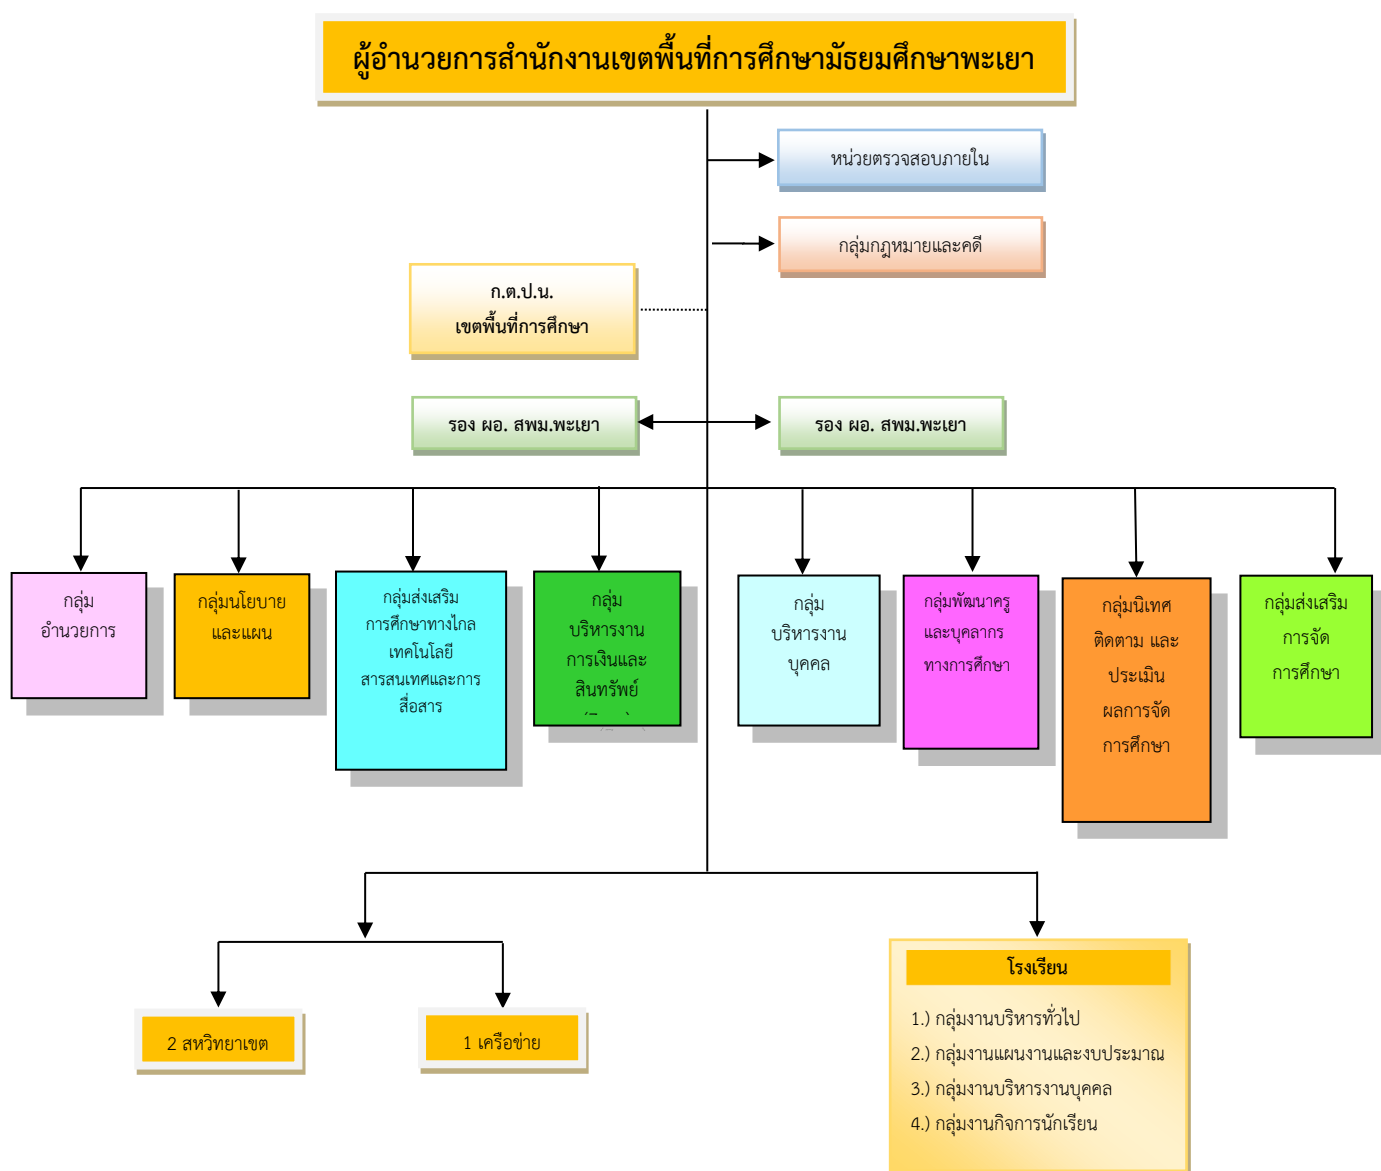 ผู้อำนวยการสำนักงานเขตพื้นที่การศึกษามัธยมศึกษาพะเยา
หน่วยตรวจสอบภายใน
กลุ่มกฎหมายและคดี
ก.ต.ป.น.
เขตพื้นที่การศึกษา
รอง ผอ. สพม.พะเยา
รอง ผอ. สพม.พะเยา
กลุ่ม
อำนวยการ
กลุ่มนโยบาย
และแผน
กลุ่มส่งเสริม
การศึกษาทางไกล
เทคโนโลยี
สารสนเทศและการ
สื่อสาร
กลุ่ม
บริหารงาน
การเงินและ
สินทรัพย์
กลุ่ม
บริหารงาน
บุคคล
กลุ่มพัฒนาครู
และบุคลากร
ทางการศึกษา
กลุ่มนิเทศ
ติดตาม และ
ประเมิน
ผลการจัด
การศึกษา
กลุ่มส่งเสริม
การจัด
การศึกษา
2 สหวิทยาเขต
1 เครือข่าย
โรงเรียน
1.) กลุ่มงานบริหารทั่วไป
2.) กลุ่มงานแผนงานและงบประมาณ
3.) กลุ่มงานบริหารงานบุคคล
4.) กลุ่มงานกิจการนักเรียน